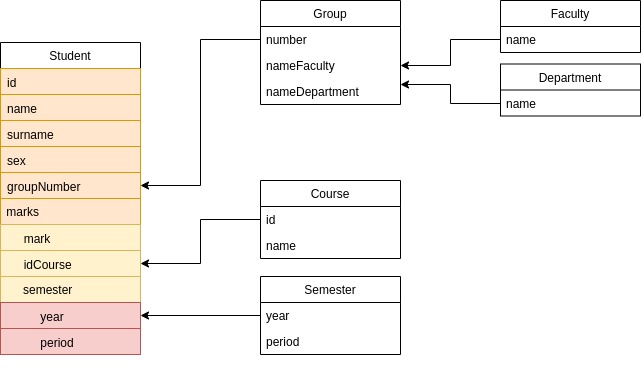 Student
id
name
surname
sex
groupNumber
marks
mark
idCourse
semester
year
period
Group
number
nameFaculty
nameDepartment
Course
id
name
Semester
year
period
Faculty
name
Department
name